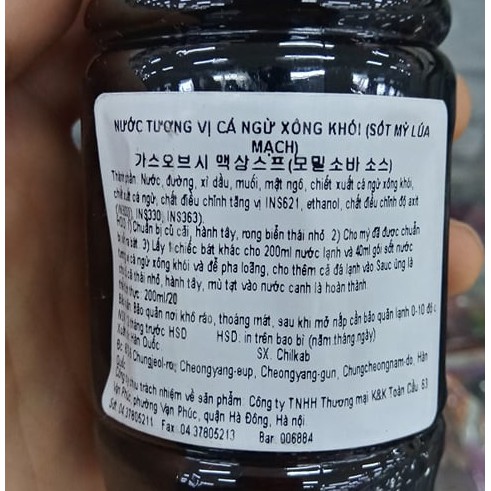 NƯỚC TƯƠNG VỊ CÁ NGỪ XÔNG KHÓI (SỐT MỲ LÚA
MẠCH)
가스오브시 액상스프(모밀 소바 소스)
Thành phần: Nước, đường, xì dầu, muối, mật ngô, chiết xuất cá ngừ xông khói,
chiết xuất cá ngừ, chất điều chỉnh tăng vị INS621, ethanol, chất điều chỉnh độ axit
INS330, INS363).
1) Chuẩn bị củ cải, hành tây, rong biển thái nhỏ. 2) Cho mỳ đã được chuẩn
3) Lấy 1 chiếc bát khác cho 200ml nước lạnh và 40ml gói sốt nước
cá ngừ xông khói và để pha loãng, cho thêm cả đá lạnh vào Sauc ủng là
cải thái nhỏ, hành tây, mù tạt vào nước canh là hoàn thành.
thực: 200ml/20
Bảo quản nơi khô ráo, thoáng mát, sau khi mở nắp cần bảo quản lạnh 0-10 độ c
tháng trước HSD HSD. in trên bao bì (năm.tháng.ngày)
Hàn Quốc SX. Chilkab
Chungjeol-ro, Cheongyang-eup, Cheongyang-gun, Chungcheongnam-do, Hàn
Quốc
chịu trách nhiệm về sản phẩm: Công ty TNHH Thương mại K&K Toàn Cầu 63
Vạn Phúc, phường Vạn Phúc, quận Hà Đông, Hà nội
04.37805211 Fax: 04.37805213 Bar: 006884